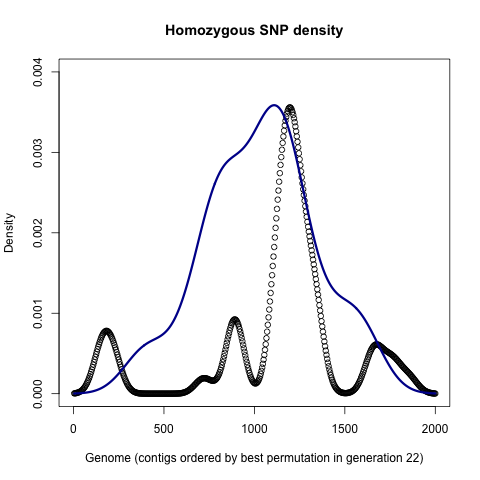 Homozygous SNP density
Density
0.004
0.003
0.002
0.001
0.000
0 500 1000 1500 2000
Genome (contigs ordered by best permutation in generation 22)